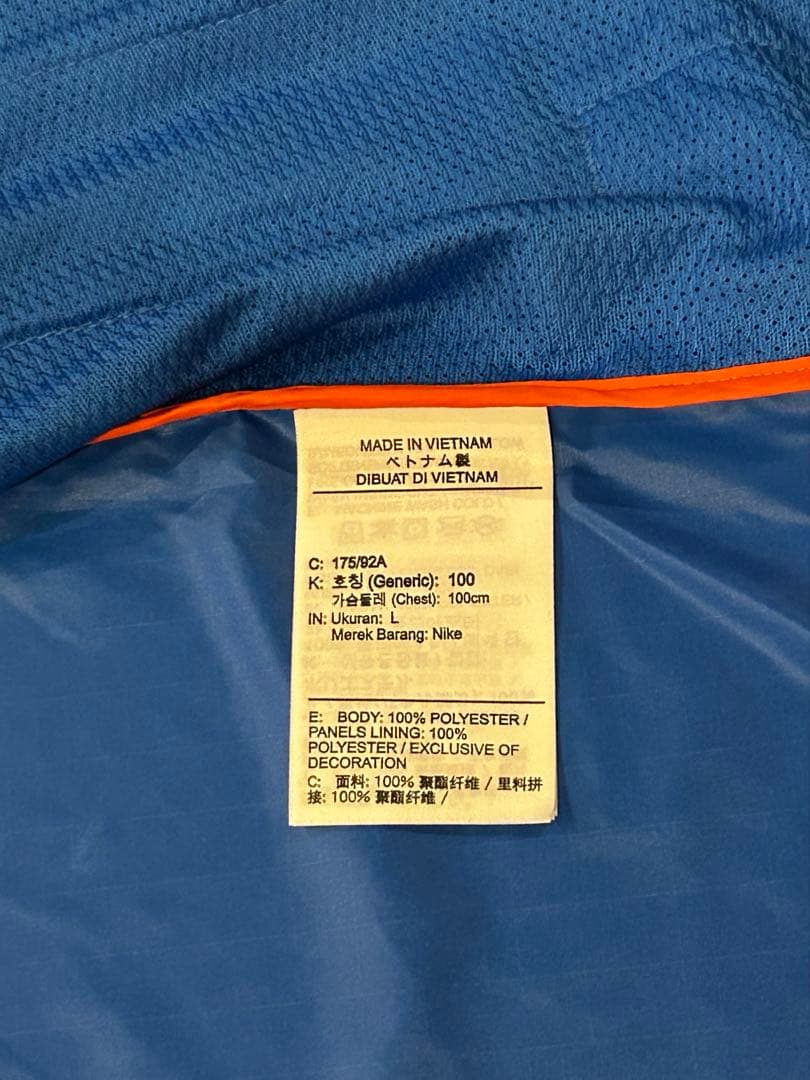 MADE IN VIETNAM
ベトナム製
DIBUAT DI VIETNAM
C: 175/92A
K: 호칭 (Generic): 100
가슴둘레 (Chest): 100cm
IN: Ukuran: L
Merek Barang: Nike
E: BODY: 100% POLYESTER /
PANELS LINING: 100%
POLYESTER / EXCLUSIVE OF
DECORATION
C: 面料: 100% 聚酯纤维 / 里料拼
接: 100% 聚酯纤维 /